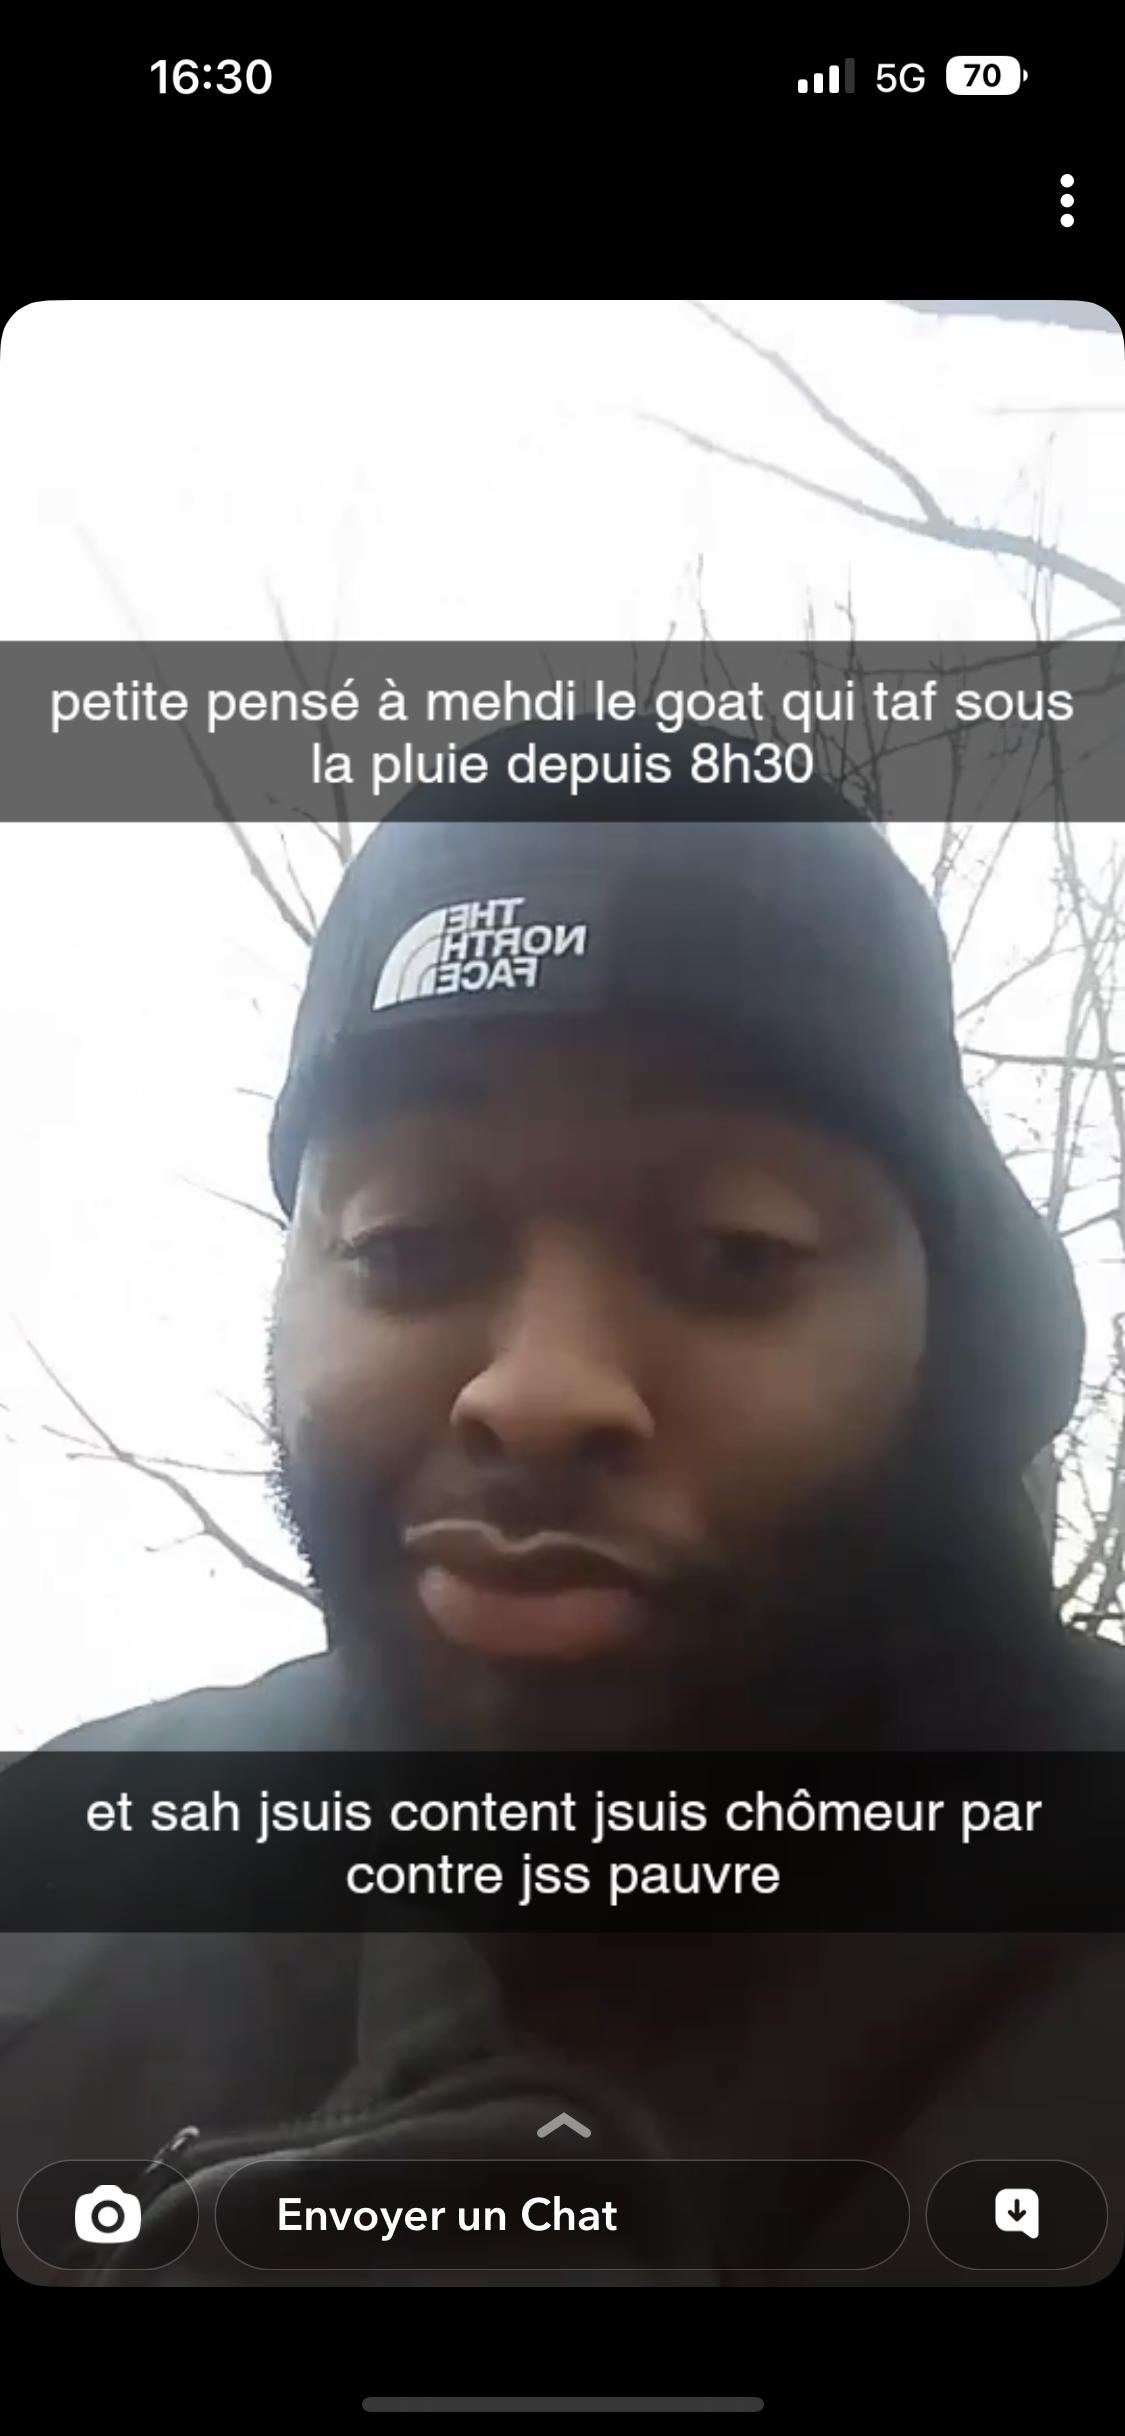 16:30
5G
70
petite pensé à mehdi le goat qui taf sous
la pluie depuis 8h30
THE
NORTH
FACE
et sah jsuis content jsuis chômeur par
contre jss pauvre
Envoyer un Chat